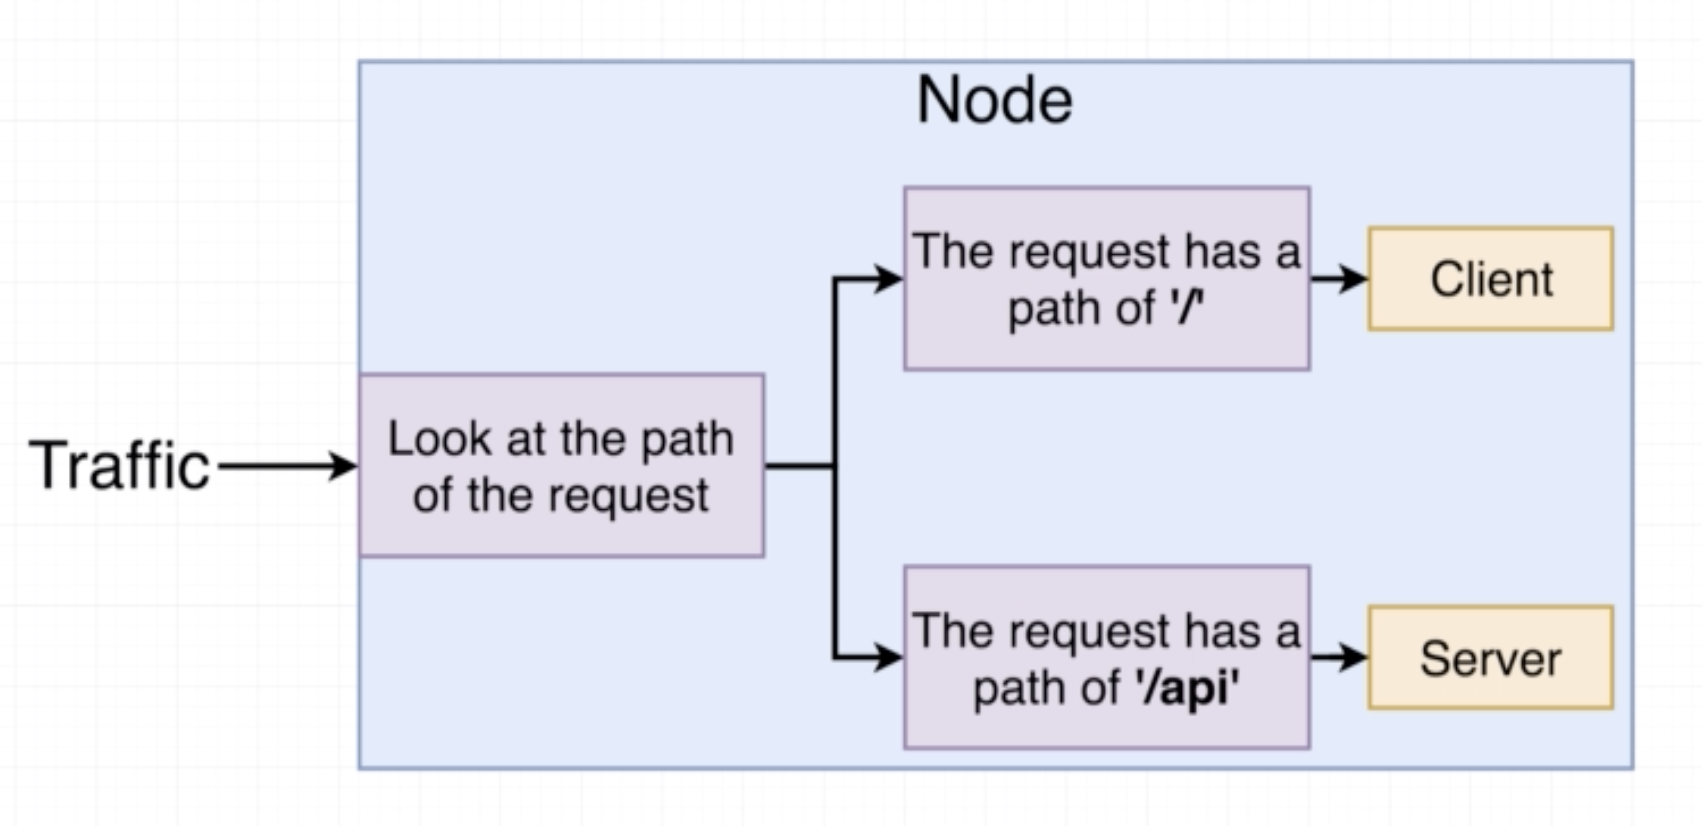 Node
The request has a
path of '/'
Client
Traffic
Look at the path
of the request
The request has a
path of '/api'
Server